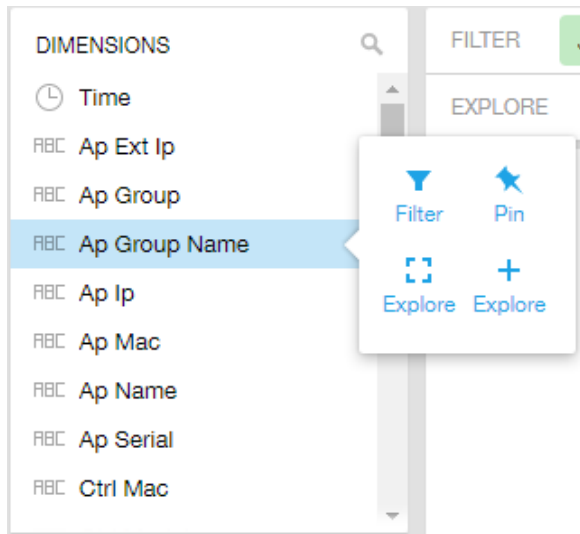 DIMENSIONS
Time
ABC Ap Ext Ip
ABC Ap Group
ABC Ap Group Name
ABC Ap Ip
ABC Ap Mac
ABC Ap Name
ABC Ap Serial
ABC Ctrl Mac
FILTER
EXPLORE
Filter Pin
Explore Explore